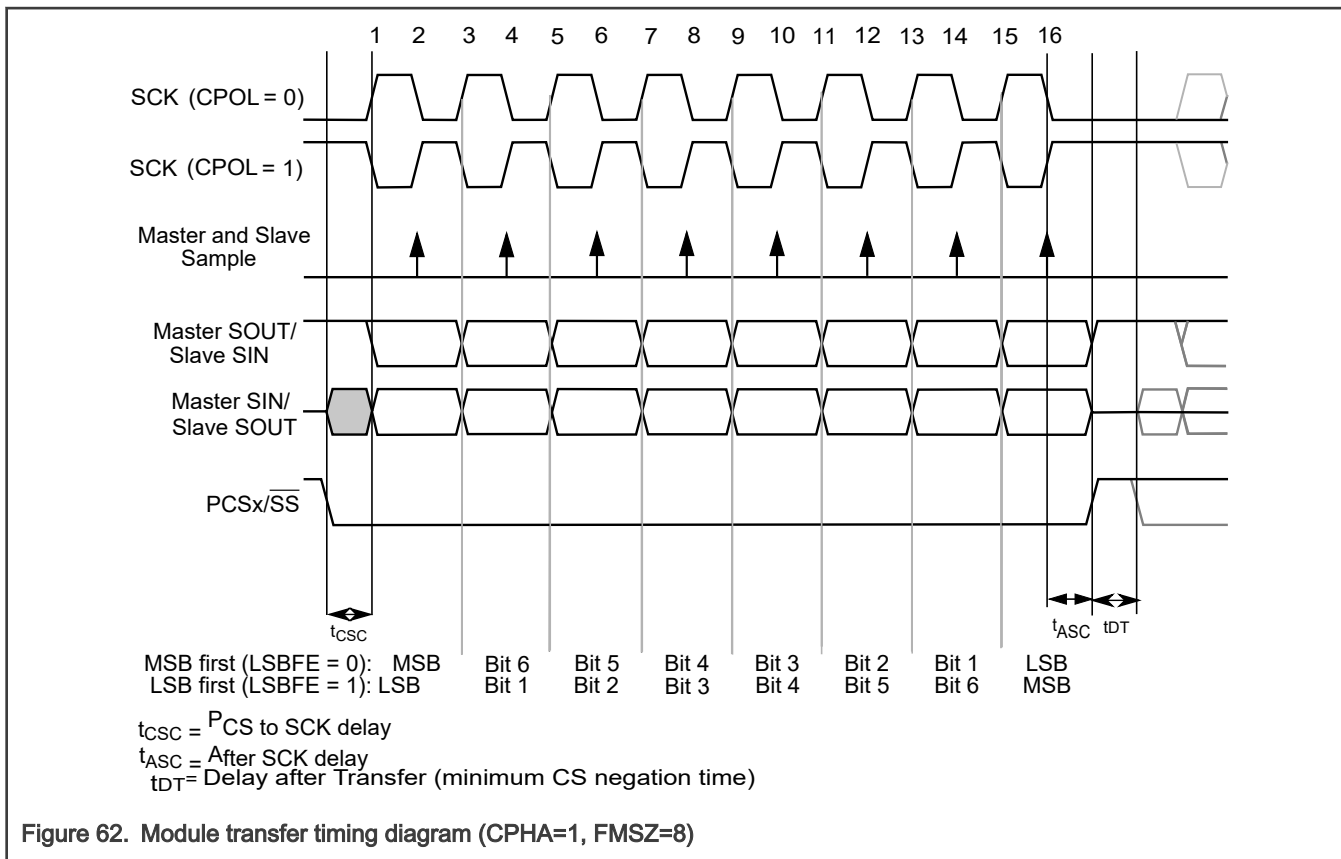 1 2 3 4 5 6 7 8 9 10 11 12 13 14 15 16
SCK (CPOL = 0)
SCK (CPOL = 1)
Master and Slave
Sample
Master SOUT/
Slave SIN
Master SIN/
Slave SOUT
PCSx/SS
tCSC
tASC
tDT
MSB first (LSBFE = 0): MSB Bit 6 Bit 5 Bit 4 Bit 3 Bit 2 Bit 1 LSB
LSB first (LSBFE = 1): LSB Bit 1 Bit 2 Bit 3 Bit 4 Bit 5 Bit 6 MSB
tCSC = PCS to SCK delay
tASC = After SCK delay
tDT= Delay after Transfer (minimum CS negation time)
Figure 62. Module transfer timing diagram (CPHA=1, FMSZ=8)